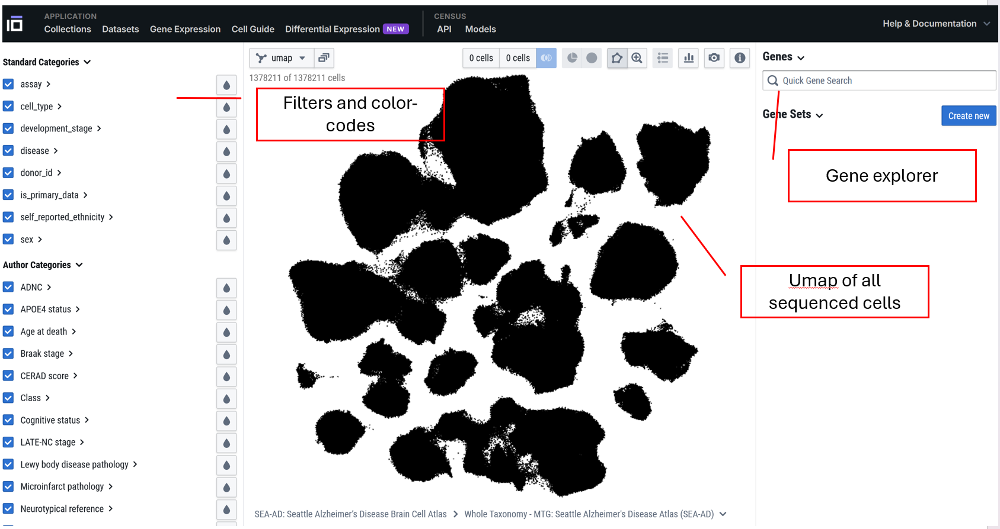 APPLICATION
Collections Datasets Gene Expression Cell Guide Differential Expression NEW
CENSUS
API Models
Help & Documentation
Standard Categories
assay
cell_type
development_stage
disease
donor_id
is_primary_data
self_reported_ethnicity
sex
Author Categories
ADNC
APOE4 status
Age at death
Braak stage
CERAD score
Class
Cognitive status
LATE-NC stage
Lewy body disease pathology
Microinfarct pathology
Neurotypical reference
umap
0 cells 0 cells
1378211 of 1378211 cells
Filters and color-
codes
Genes
Quick Gene Search
Gene Sets
Create new
Gene explorer
Umap of all
sequenced cells
SEA-AD: Seattle Alzheimer’s Disease Brain Cell Atlas > Whole Taxonomy - MTG: Seattle Alzheimer's Disease Atlas (SEA-AD)